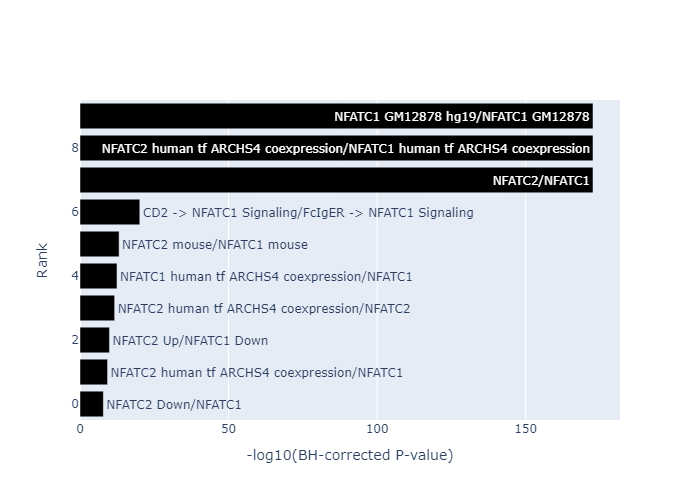 NFATC1 GM12878 hg19/NFATC1 GM12878
8
NFATC2 human tf ARCHS4 coexpression/NFATC1 human tf ARCHS4 coexpression
NFATC2/NFATC1
6
CD2 -> NFATC1 Signaling/FcIgER -> NFATC1 Signaling
NFATC2 mouse/NFATC1 mouse
4
NFATC1 human tf ARCHS4 coexpression/NFATC1
NFATC2 human tf ARCHS4 coexpression/NFATC2
2
NFATC2 Up/NFATC1 Down
NFATC2 human tf ARCHS4 coexpression/NFATC1
0
NFATC2 Down/NFATC1
Rank
0 50 100 150
-log10(BH-corrected P-value)